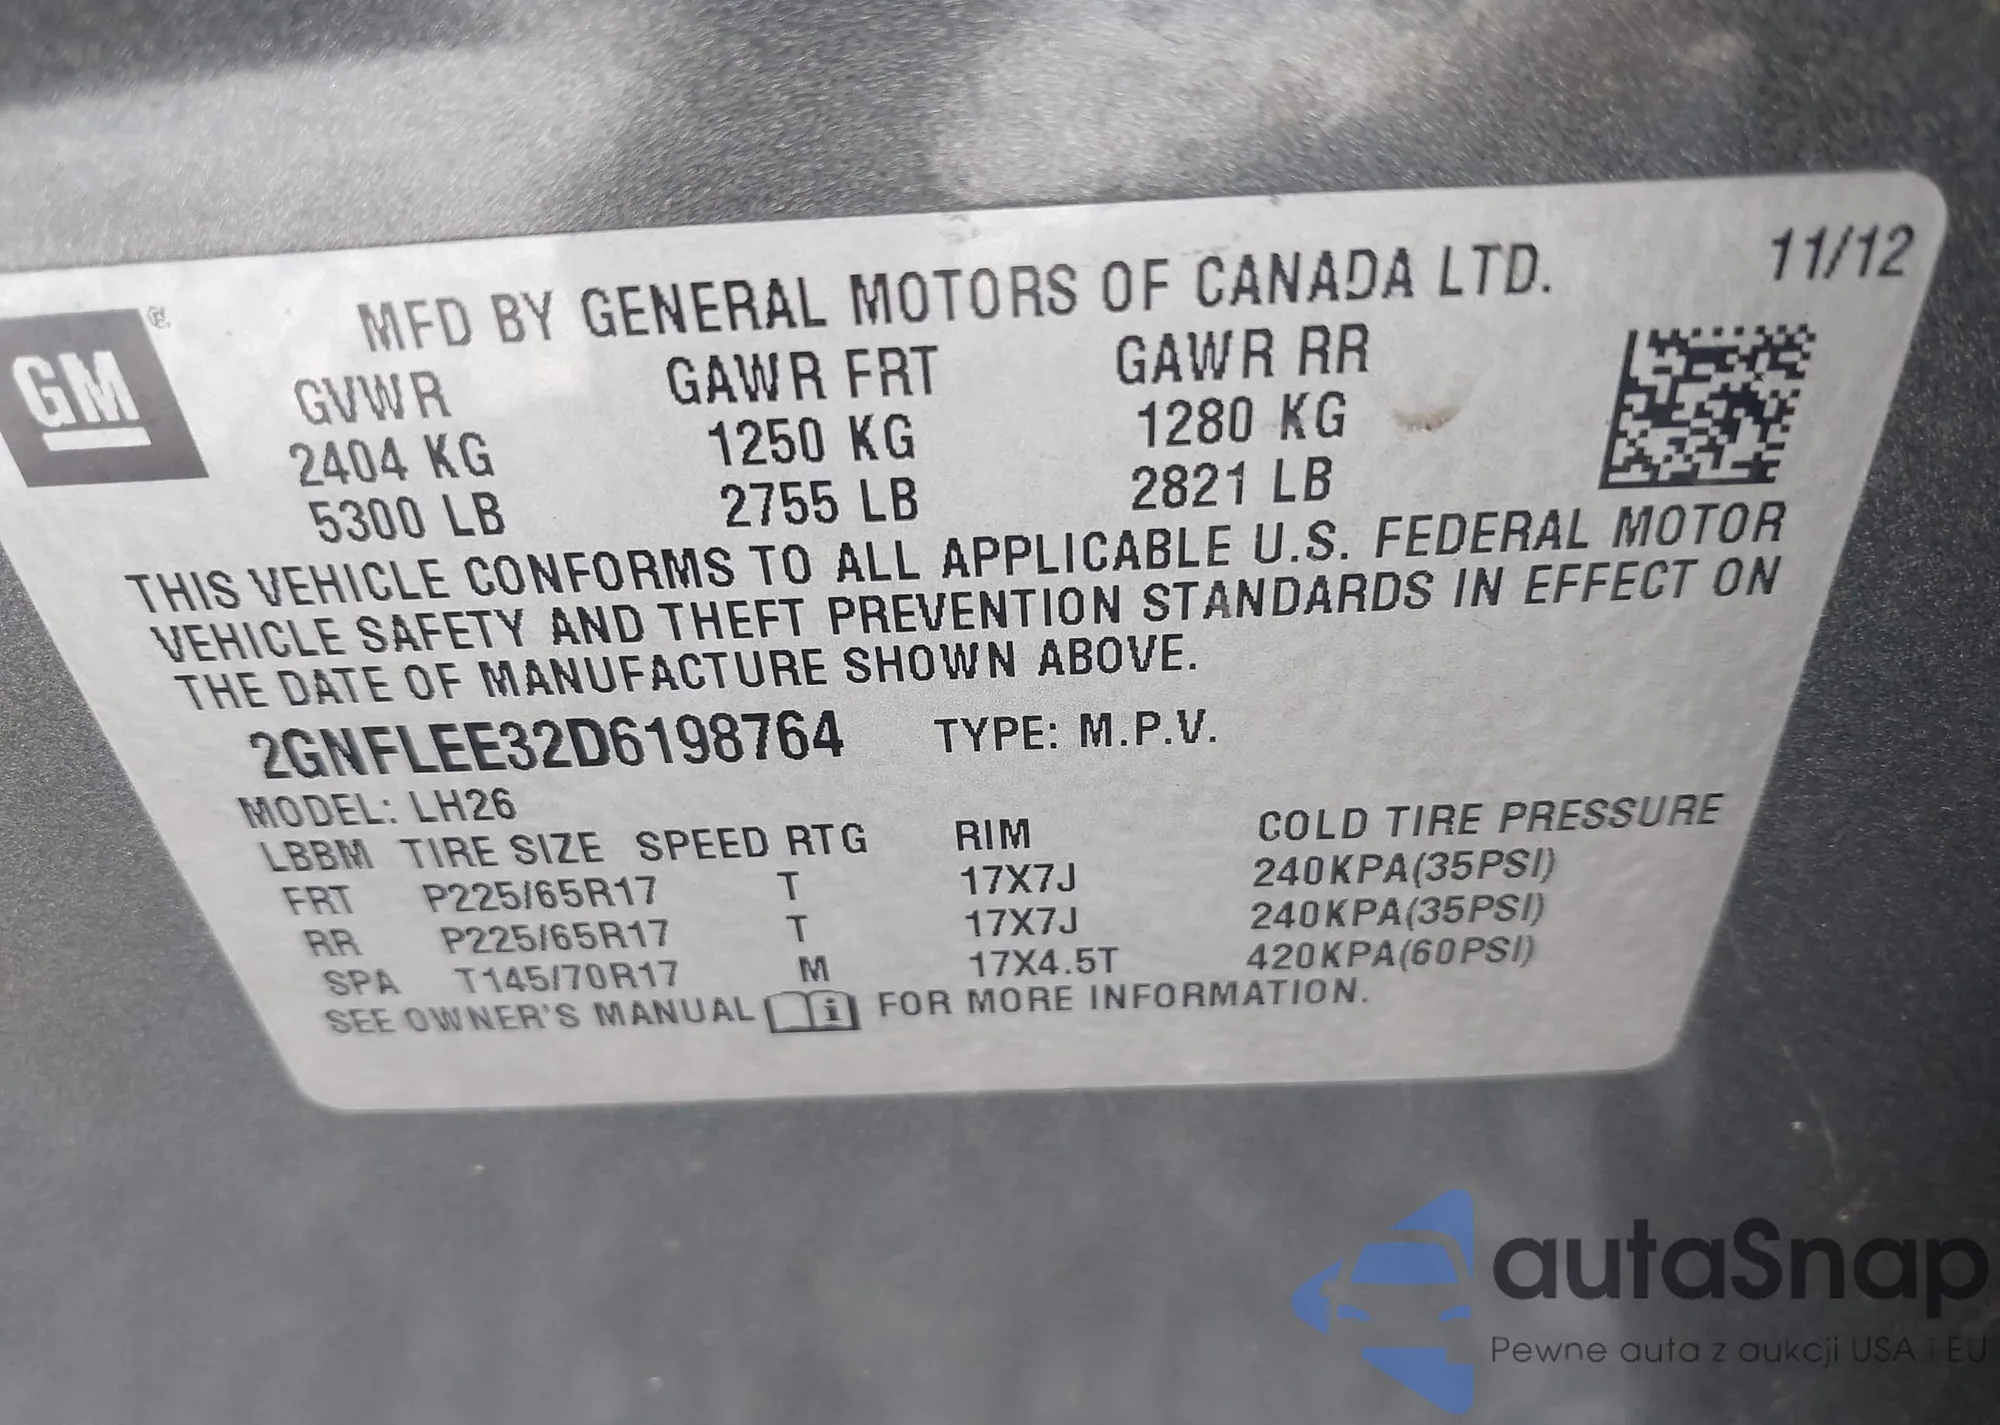 GM
MFD BY GENERAL MOTORS OF CANADA LTD. 11/12
GVWR GAWR FRT GAWR RR
2404 KG 1250 KG 1280 KG
5300 LB 2755 LB 2821 LB
THIS VEHICLE CONFORMS TO ALL APPLICABLE U.S. FEDERAL MOTOR
VEHICLE SAFETY AND THEFT PREVENTION STANDARDS IN EFFECT ON
THE DATE OF MANUFACTURE SHOWN ABOVE.
2GNFLEE32D6198764 TYPE: M.P.V.
MODEL: LH26
LBBM TIRE SIZE SPEED RTG RIM COLD TIRE PRESSURE
FRT P225/65R17 T 17X7J 240KPA(35PSI)
RR P225/65R17 T 17X7J 240KPA(35PSI)
SPA T145/70R17 M 17X4.5T 420KPA(60PSI)
SEE OWNER'S MANUAL i FOR MORE INFORMATION.
autaSnap
Pewne auta z aukcji USA i EU